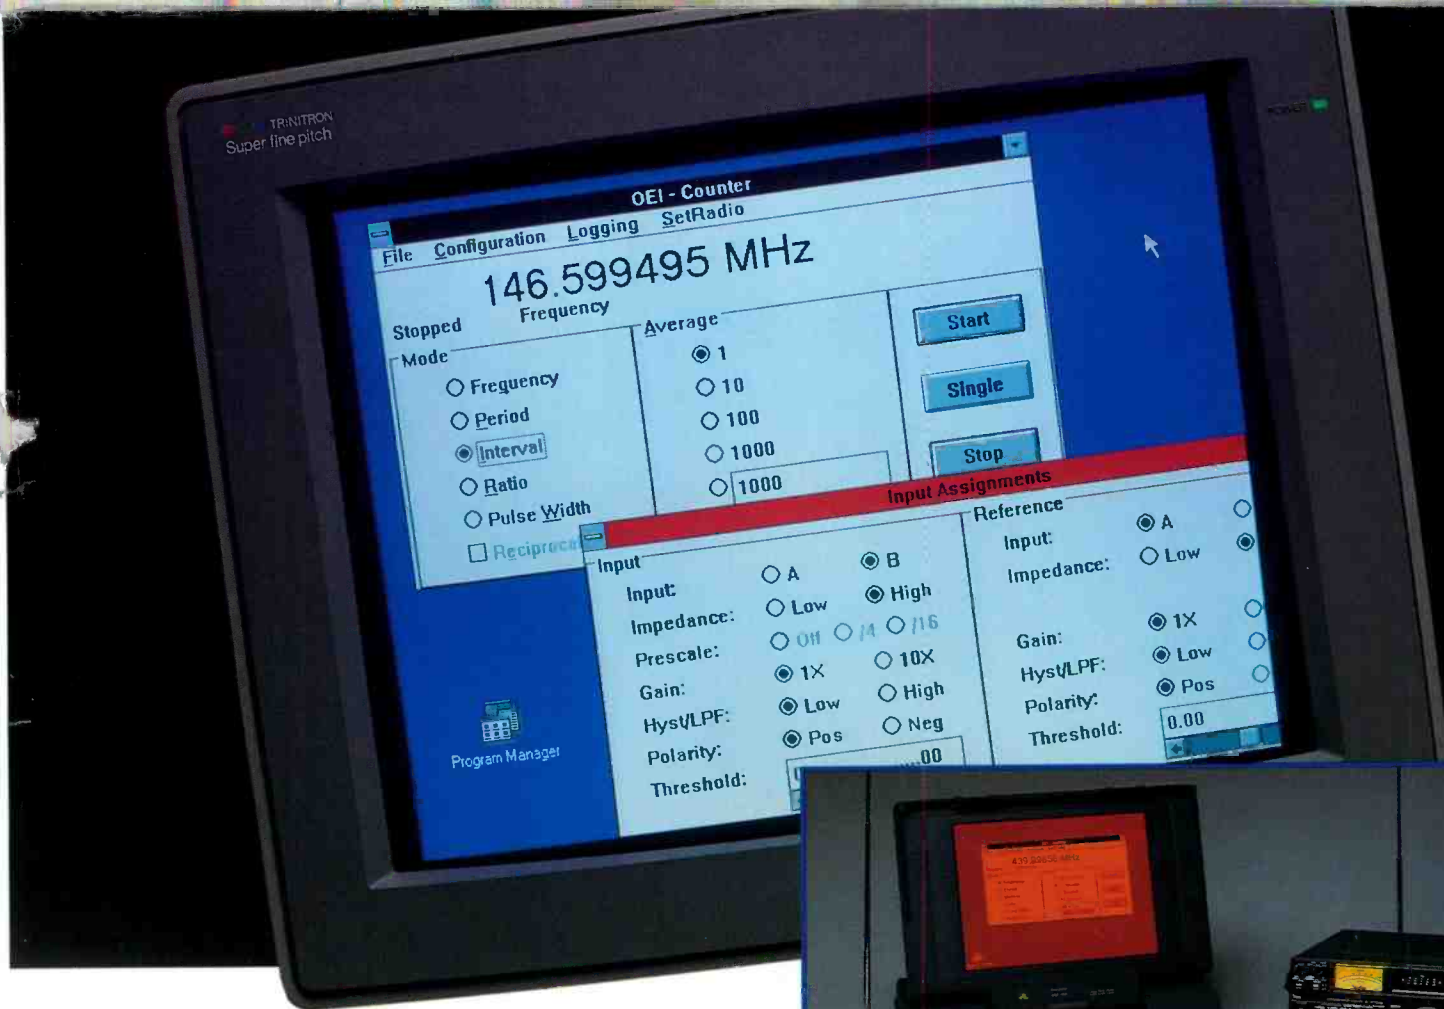 TRINITRON
Super fine pitch
POWER
OEI - Counter
File Configuration Logging SetRadio
146.599495 MHz
Stopped Frequency
Mode
Frequency
Period
Interval
Ratio
Pulse Width
Average
1
10
100
1000
1000
Start
Single
Stop
Input Assignments
Input
Input: A B
Impedance: Low High
Prescale: Off /4 /16
Gain: 1X 10X
Hyst/LPF: Low High
Polarity: Pos Neg
Threshold: .00
Reference
Input: A
Impedance: Low
Gain: 1X
Hyst/LPF: Low
Polarity: Pos
Threshold: 0.00
Program Manager